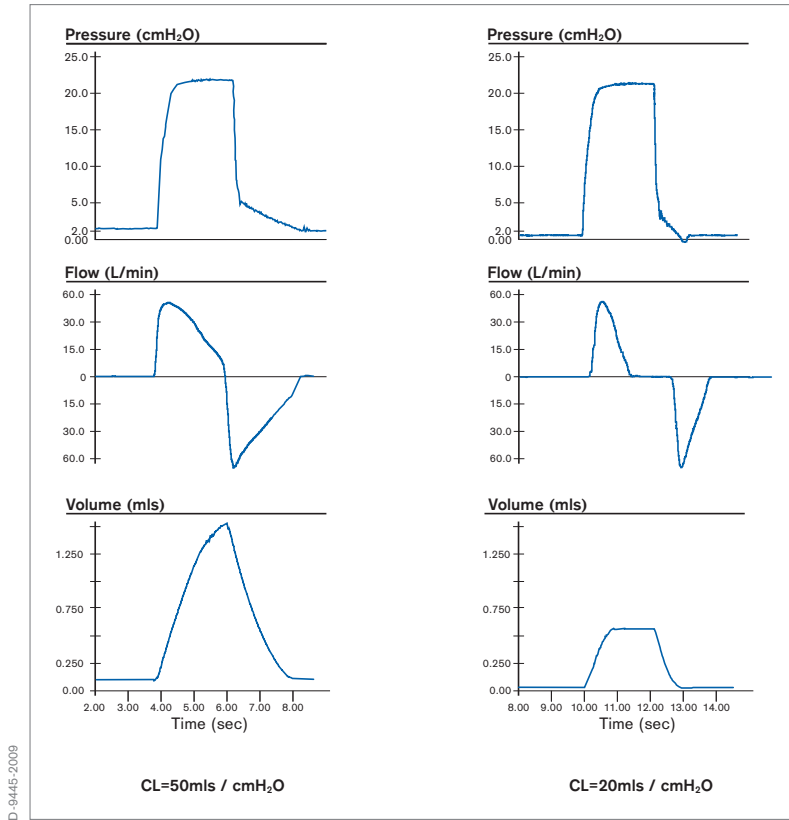 Pressure (cmH₂O)
25.0
20.0
15.0
10.0
5.0
2.0
0.00
Flow (L/min)
60.0
30.0
15.0
0
15.0
30.0
60.0
Volume (mls)
1.250
0.750
0.250
0.00
2.00 3.00 4.00 5.00 6.00 7.00 8.00
Time (sec)
CL=50mls / cmH₂O
Pressure (cmH₂O)
25.0
20.0
15.0
10.0
5.0
2.0
0.00
Flow (L/min)
60.0
30.0
15.0
0
15.0
30.0
60.0
Volume (mls)
1.250
0.750
0.250
0.00
8.00 9.00 10.00 11.00 12.00 13.00 14.00
Time (sec)
CL=20mls / cmH₂O
D-9445-2009